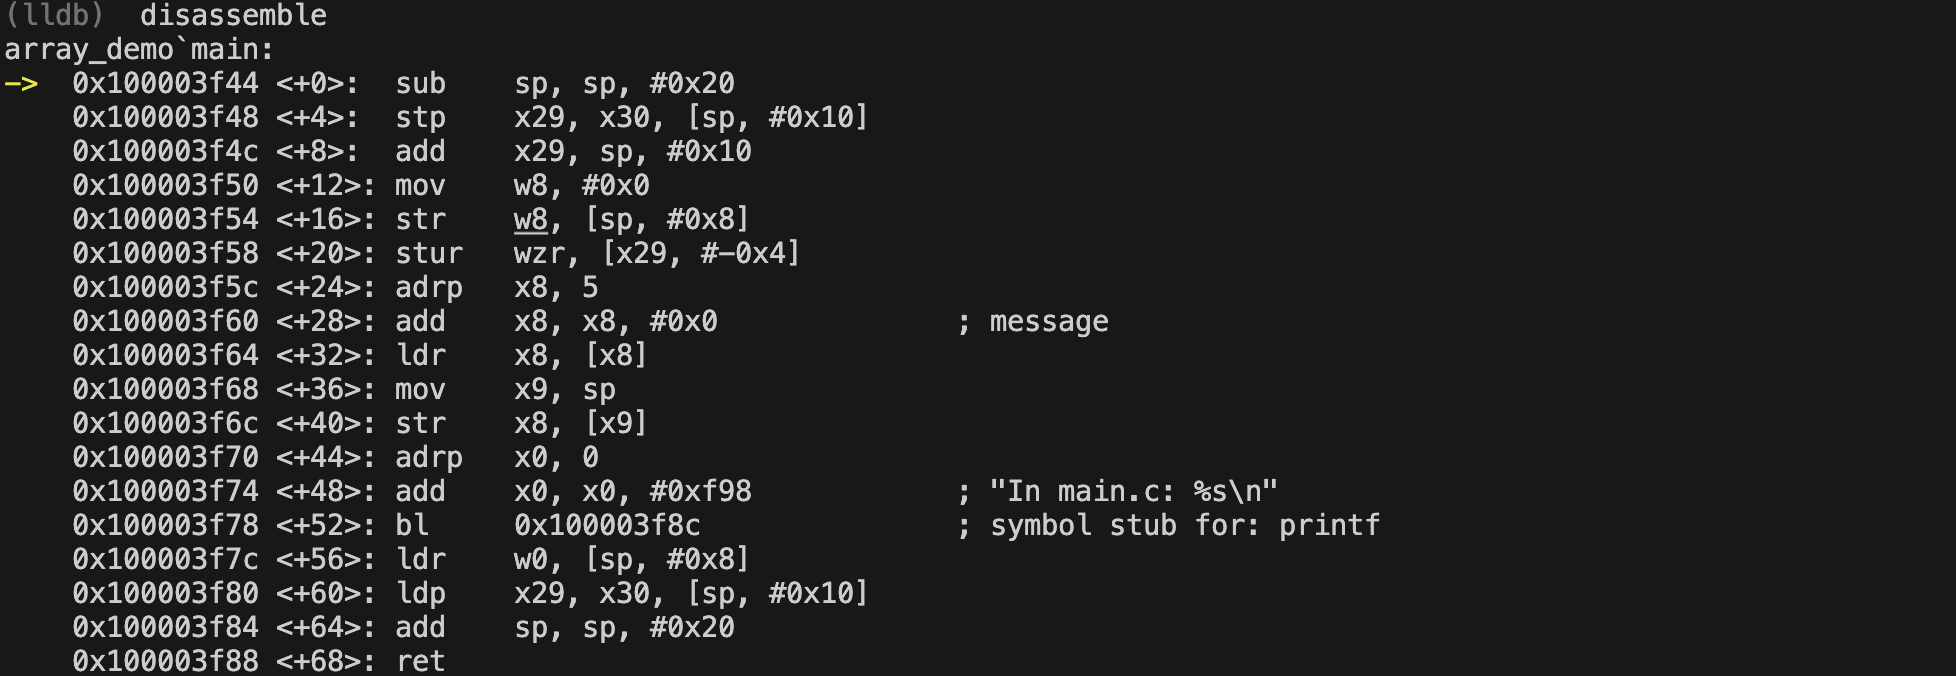 (lldb)  disassemble
array_demo`main:
->  0x100003f44 <+0>:  sub    sp, sp, #0x20
    0x100003f48 <+4>:  stp    x29, x30, [sp, #0x10]
    0x100003f4c <+8>:  add    x29, sp, #0x10
    0x100003f50 <+12>: mov    w8, #0x0
    0x100003f54 <+16>: str    w8, [sp, #0x8]
    0x100003f58 <+20>: stur   wzr, [x29, #-0x4]
    0x100003f5c <+24>: adrp   x8, 5
    0x100003f60 <+28>: add    x8, x8, #0x0              ; message
    0x100003f64 <+32>: ldr    x8, [x8]
    0x100003f68 <+36>: mov    x9, sp
    0x100003f6c <+40>: str    x8, [x9]
    0x100003f70 <+44>: adrp   x0, 0
    0x100003f74 <+48>: add    x0, x0, #0xf98            ; "In main.c: %s\n"
    0x100003f78 <+52>: bl     0x100003f8c               ; symbol stub for: printf
    0x100003f7c <+56>: ldr    w0, [sp, #0x8]
    0x100003f80 <+60>: ldp    x29, x30, [sp, #0x10]
    0x100003f84 <+64>: add    sp, sp, #0x20
    0x100003f88 <+68>: ret